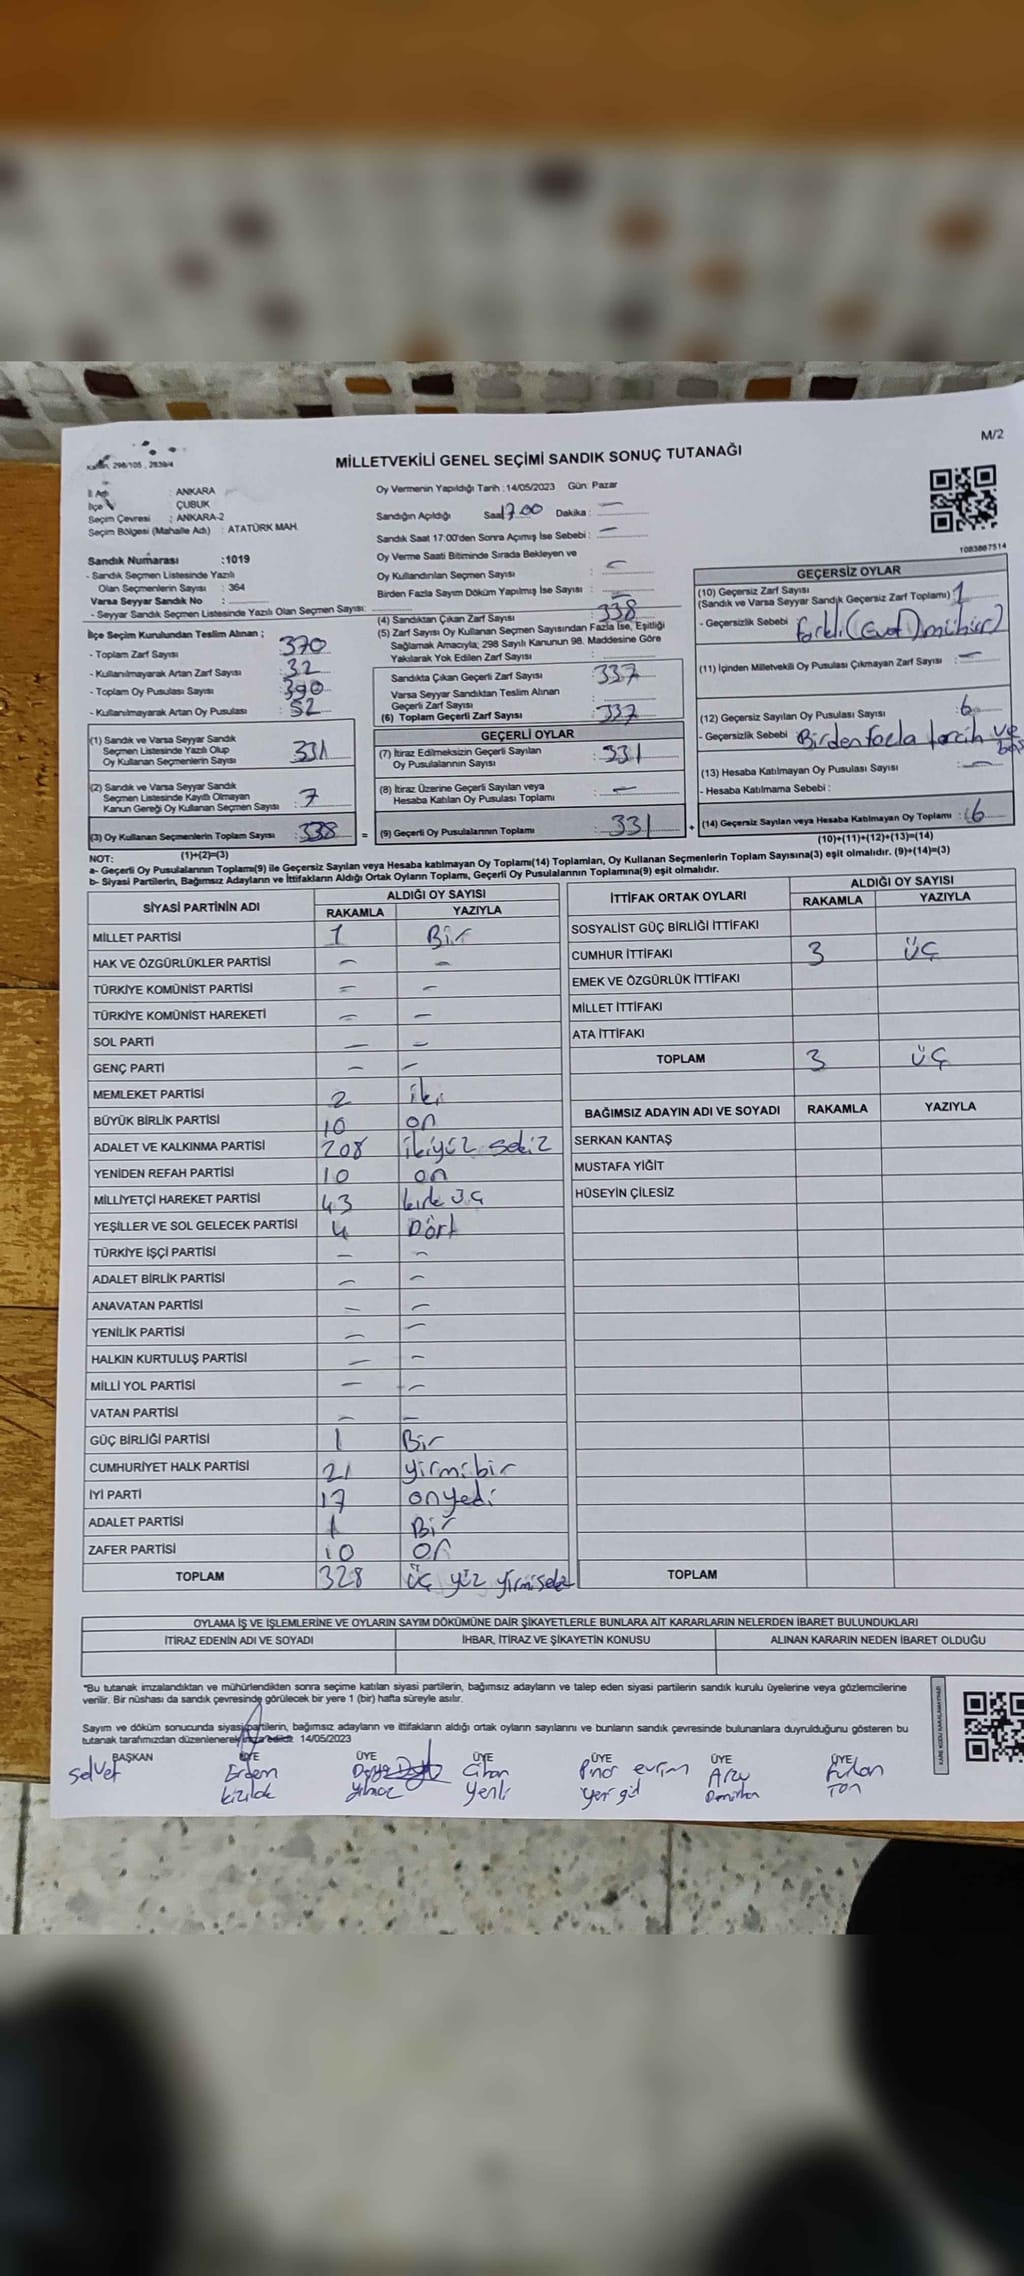 M/2
Kanun, 298/105 , 2839/4
MİLLETVEKİLİ GENEL SEÇİMİ SANDIK SONUÇ TUTANAĞI
İl Adı : ANKARA
İlçe : ÇUBUK
Seçim Çevresi : ANKARA-2
Seçim Bölgesi (Mahalle Adı) : ATATÜRK MAH.
Oy Vermenin Yapıldığı Tarih : 14/05/2023 Gün: Pazar
Sandığın Açıldığı Saat 17.00 Dakika : —
Sandık Saat 17:00'den Sonra Açımış İse Sebebi : —
Oy Verme Saati Bitiminde Sırada Bekleyen ve
Oy Kullandırılan Seçmen Sayısı : —
Birden Fazla Sayım Döküm Yapılmış İse Sayısı : —
1083887514
Sandık Numarası :1019
- Sandık Seçmen Listesinde Yazılı
Olan Seçmenlerin Sayısı : 364
Varsa Seyyar Sandık No :
- Seyyar Sandık Seçmen Listesinde Yazılı Olan Seçmen Sayısı:
İlçe Seçim Kurulundan Teslim Alınan ;
- Toplam Zarf Sayısı : 370
- Kullanılmayarak Artan Zarf Sayısı : 32
- Toplam Oy Pusulası Sayısı : 390
- Kullanılmayarak Artan Oy Pusulası : 52
(1) Sandık ve Varsa Seyyar Sandık
Seçmen Listesinde Yazılı Olup
Oy Kullanan Seçmenlerin Sayısı : 331
(2) Sandık ve Varsa Seyyar Sandık
Seçmen Listesinde Kayıtlı Olmayan
Kanun Gereği Oy Kullanan Seçmen Sayısı : 7
(3) Oy Kullanan Seçmenlerin Toplam Sayısı : 338 =
(1)+(2)=(3)
(4) Sandıktan Çıkan Zarf Sayısı : 338
(5) Zarf Sayısı Oy Kullanan Seçmen Sayısından Fazla İse, Eşitliği
Sağlamak Amacıyla; 298 Sayılı Kanunun 98. Maddesine Göre
Yakılarak Yok Edilen Zarf Sayısı :
Sandıkta Çıkan Geçerli Zarf Sayısı : 337
Varsa Seyyar Sandıktan Teslim Alınan
Geçerli Zarf Sayısı :
(6) Toplam Geçerli Zarf Sayısı : 337
GEÇERLİ OYLAR
(7) İtiraz Edilmeksizin Geçerli Sayılan
Oy Pusulalarının Sayısı : 331
(8) İtiraz Üzerine Geçerli Sayılan veya
Hesaba Katılan Oy Pusulası Toplamı : —
(9) Geçerli Oy Pusulalarının Toplamı : 331 +
GEÇERSİZ OYLAR
(10) Geçersiz Zarf Sayısı
(Sandık ve Varsa Seyyar Sandık Geçersiz Zarf Toplamı) : 1
- Geçersizlik Sebebi farklı (Evet) mühür)
(11) İçinden Milletvekili Oy Pusulası Çıkmayan Zarf Sayısı : —
(12) Geçersiz Sayılan Oy Pusulası Sayısı : 6
- Geçersizlik Sebebi Birden fazla tercih ve
(13) Hesaba Katılmayan Oy Pusulası Sayısı : —
- Hesaba Katılmama Sebebi :
(14) Geçersiz Sayılan veya Hesaba Katılmayan Oy Toplamı : 6
(10)+(11)+(12)+(13)=(14)
NOT:
a- Geçerli Oy Pusulalarının Toplamı(9) ile Geçersiz Sayılan veya Hesaba katılmayan Oy Toplamı(14) Toplamları, Oy Kullanan Seçmenlerin Toplam Sayısına(3) eşit olmalıdır. (9)+(14)=(3)
b- Siyasi Partilerin, Bağımsız Adayların ve İttifakların Aldığı Ortak Oyların Toplamı, Geçerli Oy Pusulalarının Toplamına(9) eşit olmalıdır.
SİYASİ PARTİNİN ADI ALDIĞI OY SAYISI
RAKAMLA YAZIYLA
MİLLET PARTİSİ 1 Bir
HAK VE ÖZGÜRLÜKLER PARTİSİ — —
TÜRKİYE KOMÜNİST PARTİSİ — —
TÜRKİYE KOMÜNİST HAREKETİ — —
SOL PARTİ — —
GENÇ PARTİ — —
MEMLEKET PARTİSİ 2 iki
BÜYÜK BİRLİK PARTİSİ 10 on
ADALET VE KALKINMA PARTİSİ 208 ikiyüz sekiz
YENİDEN REFAH PARTİSİ 10 on
MİLLİYETÇİ HAREKET PARTİSİ 43 kırk üç
YEŞİLLER VE SOL GELECEK PARTİSİ 4 Dört
TÜRKİYE İŞÇİ PARTİSİ — —
ADALET BİRLİK PARTİSİ — —
ANAVATAN PARTİSİ — —
YENİLİK PARTİSİ — —
HALKIN KURTULUŞ PARTİSİ — —
MİLLİ YOL PARTİSİ — —
VATAN PARTİSİ — —
GÜÇ BİRLİĞİ PARTİSİ 1 Bir
CUMHURİYET HALK PARTİSİ 21 yirmibir
İYİ PARTİ 17 onyedi
ADALET PARTİSİ 1 Bir
ZAFER PARTİSİ 10 on
TOPLAM 328 üç yüz yirmisekiz
İTTİFAK ORTAK OYLARI ALDIĞI OY SAYISI
RAKAMLA YAZIYLA
SOSYALİST GÜÇ BİRLİĞİ İTTİFAKI
CUMHUR İTTİFAKI 3 üç
EMEK VE ÖZGÜRLÜK İTTİFAKI
MİLLET İTTİFAKI
ATA İTTİFAKI
TOPLAM 3 üç
BAĞIMSIZ ADAYIN ADI VE SOYADI RAKAMLA YAZIYLA
SERKAN KANTAŞ
MUSTAFA YİĞİT
HÜSEYİN ÇİLESİZ
TOPLAM
OYLAMA İŞ VE İŞLEMLERİNE VE OYLARIN SAYIM DÖKÜMÜNE DAİR ŞİKAYETLERLE BUNLARA AİT KARARLARIN NELERDEN İBARET BULUNDUKLARI
İTİRAZ EDENİN ADI VE SOYADI İHBAR, İTİRAZ VE ŞİKAYETİN KONUSU ALINAN KARARIN NEDEN İBARET OLDUĞU
"Bu tutanak imzalandıktan ve mühürlendikten sonra seçime katılan siyasi partilerin, bağımsız adayların ve talep eden siyasi partilerin sandık kurulu üyelerine veya gözlemcilerine
verilir. Bir nüshası da sandık çevresinde görülecek bir yere 1 (bir) hafta süreyle asılır.
Sayım ve döküm sonucunda siyasi partilerin, bağımsız adayların ve ittifakların aldığı ortak oyların sayılarını ve bunların sandık çevresinde bulunanlara duyrulduğunu gösteren bu
tutanak tarafımızdan düzenlenerek imza edildi. 14/05/2023
BAŞKAN ÜYE ÜYE ÜYE ÜYE ÜYE ÜYE
Selvet Erdem Derya Cihan Pınar evrim Arzu Furkan
kızılok Yılmaz Yenli Demirhan